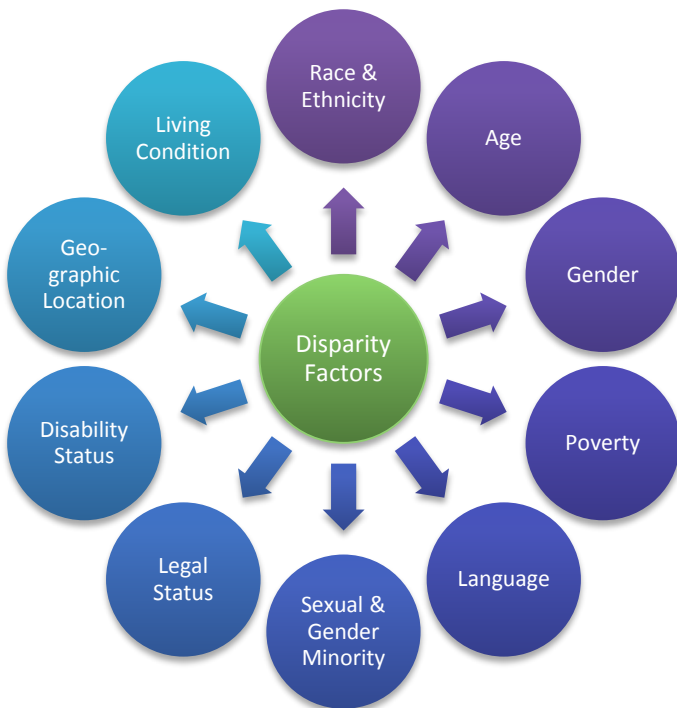 Race &
Ethnicity
Age
Gender
Poverty
Language
Sexual &
Gender
Minority
Legal
Status
Disability
Status
Geo-
graphic
Location
Living
Condition
Disparity
Factors